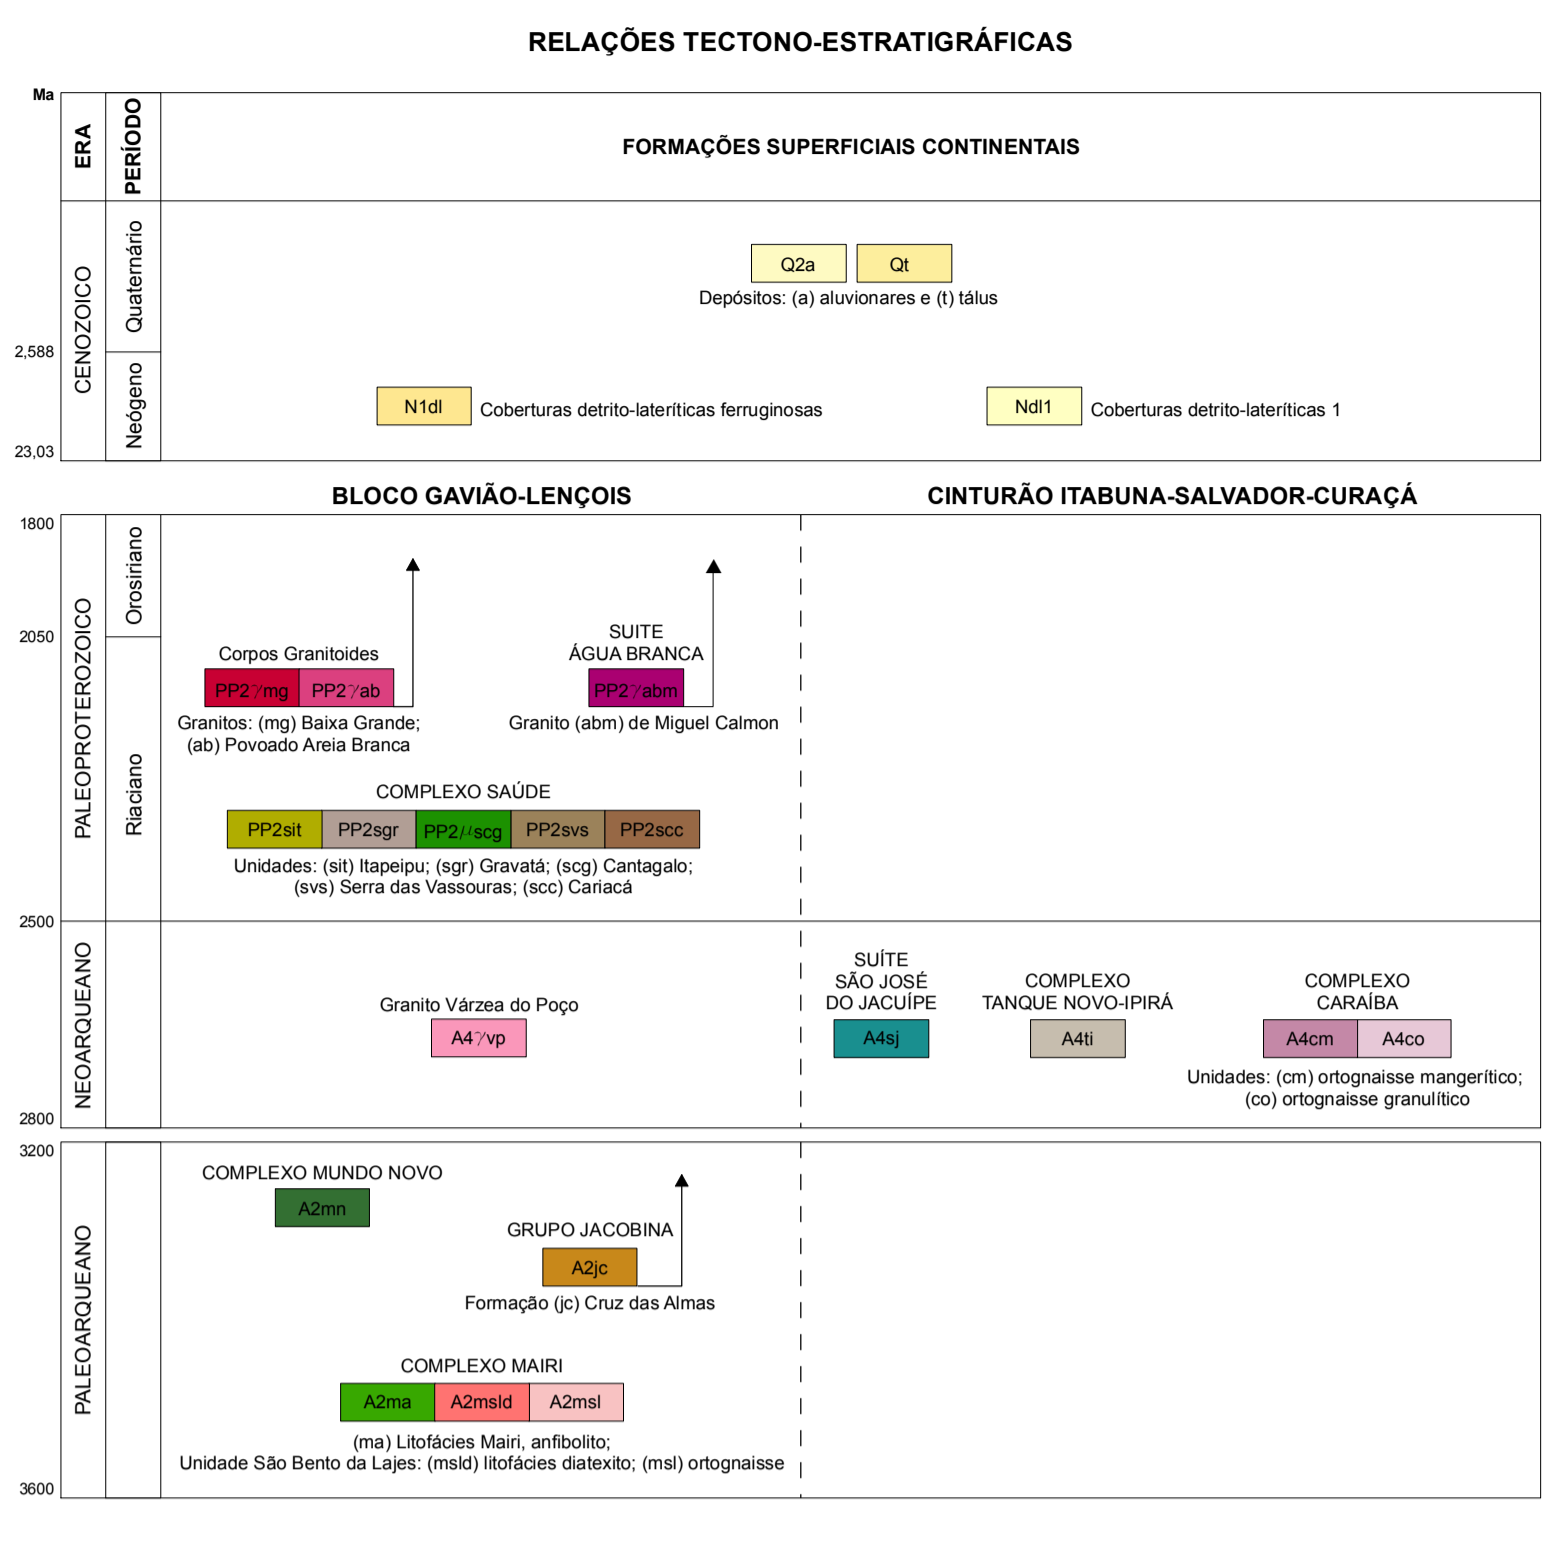 RELAÇÕES TECTONO-ESTRATIGRÁFICAS
Ma
ERA
PERÍODO
FORMAÇÕES SUPERFICIAIS CONTINENTAIS
CENOZOICO
Quaternário
Q2a
Qt
Depósitos: (a) aluvionares e (t) tálus
2,588
Neógeno
N1dl
Coberturas detrito-lateríticas ferruginosas
Ndl1
Coberturas detrito-lateríticas 1
23,03
BLOCO GAVIÃO-LENÇOIS
CINTURÃO ITABUNA-SALVADOR-CURAÇÁ
1800
PALEOPROTEROZOICO
Orosiriano
2050
Riaciano
Corpos Granitoides
PP2γmg
PP2γab
Granitos: (mg) Baixa Grande;
(ab) Povoado Areia Branca
SUITE
ÁGUA BRANCA
PP2γabm
Granito (abm) de Miguel Calmon
COMPLEXO SAÚDE
PP2sit
PP2sgr
PP2μscg
PP2svs
PP2scc
Unidades: (sit) Itapeipu; (sgr) Gravatá; (scg) Cantagalo;
(svs) Serra das Vassouras; (scc) Cariacá
2500
NEOARQUEANO
Granito Várzea do Poço
A4γvp
SUÍTE
SÃO JOSÉ
DO JACUÍPE
A4sj
COMPLEXO
TANQUE NOVO-IPIRÁ
A4ti
COMPLEXO
CARAÍBA
A4cm
A4co
Unidades: (cm) ortognaisse mangerítico;
(co) ortognaisse granulítico
2800
3200
PALEOARQUEANO
COMPLEXO MUNDO NOVO
A2mn
GRUPO JACOBINA
A2jc
Formação (jc) Cruz das Almas
COMPLEXO MAIRI
A2ma
A2msld
A2msl
(ma) Litofácies Mairi, anfibolito;
Unidade São Bento da Lajes: (msld) litofácies diatexito; (msl) ortognaisse
3600